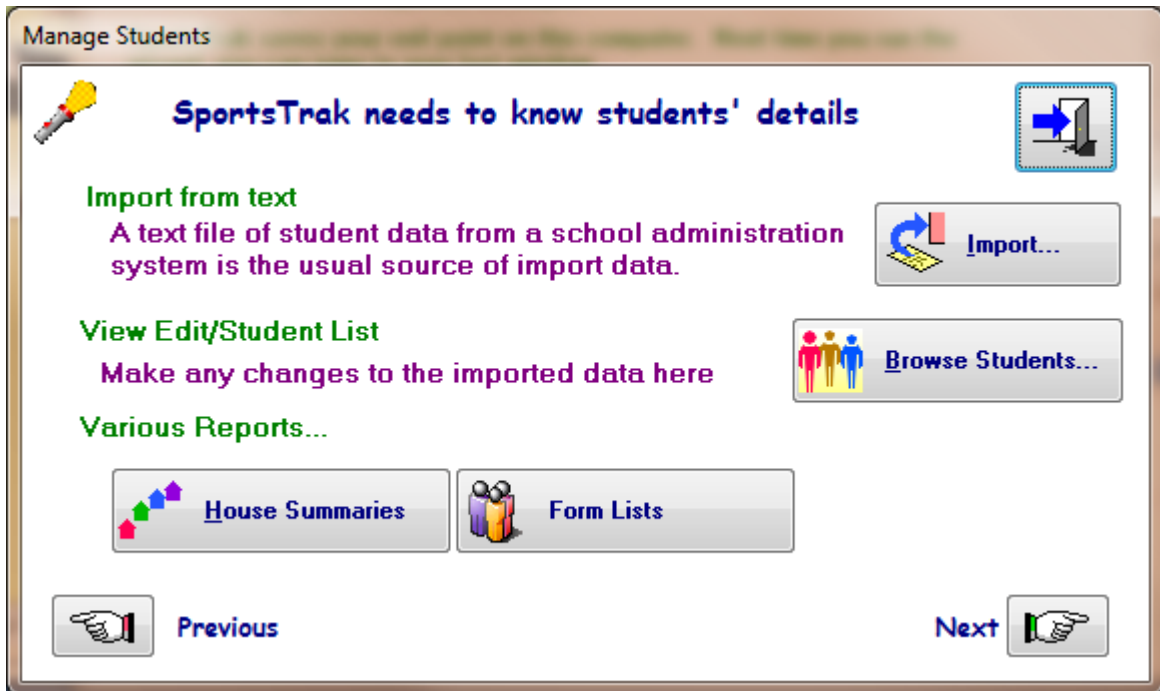 Manage Students
SportsTrak needs to know students' details
Import from text
A text file of student data from a school administration
system is the usual source of import data.
Import...
View Edit/Student List
Make any changes to the imported data here
Browse Students...
Various Reports...
House Summaries
Form Lists
Previous
Next